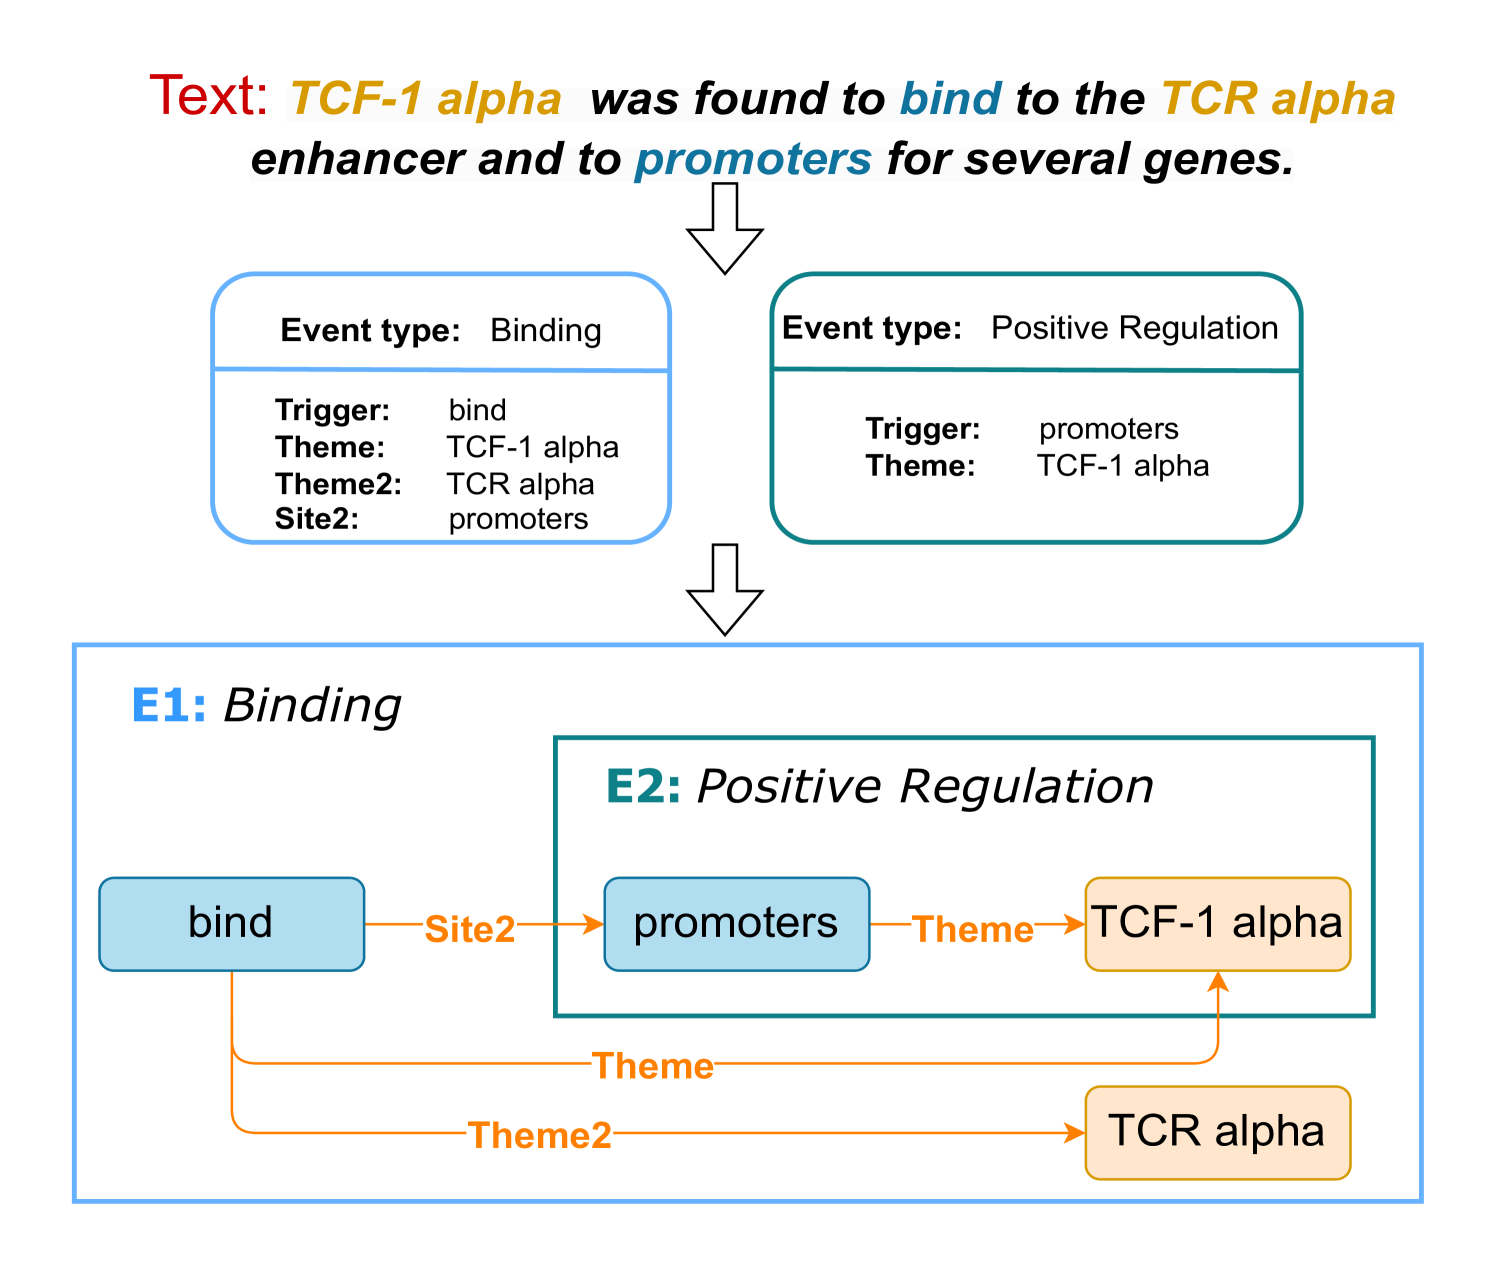 Text: TCF-1 alpha was found to bind to the TCR alpha
enhancer and to promoters for several genes.
Event type: Binding
Trigger: bind
Theme: TCF-1 alpha
Theme2: TCR alpha
Site2: promoters
Event type: Positive Regulation
Trigger: promoters
Theme: TCF-1 alpha
E1: Binding
E2: Positive Regulation
bind
Site2
promoters
Theme
TCF-1 alpha
Theme
Theme2
TCR alpha